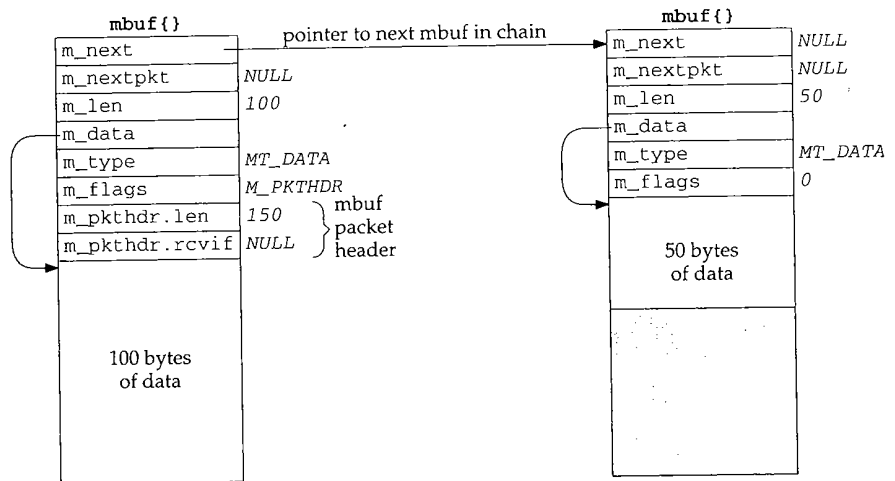 mbuf{}
m_next
m_nextpkt NULL
m_len 100
m_data
m_type MT_DATA
m_flags M_PKTHDR
m_pkthdr.len 150
m_pkthdr.rcvif NULL
mbuf
packet
header
100 bytes
of data
pointer to next mbuf in chain
mbuf{}
m_next NULL
m_nextpkt NULL
m_len 50
m_data
m_type MT_DATA
m_flags 0
50 bytes
of data